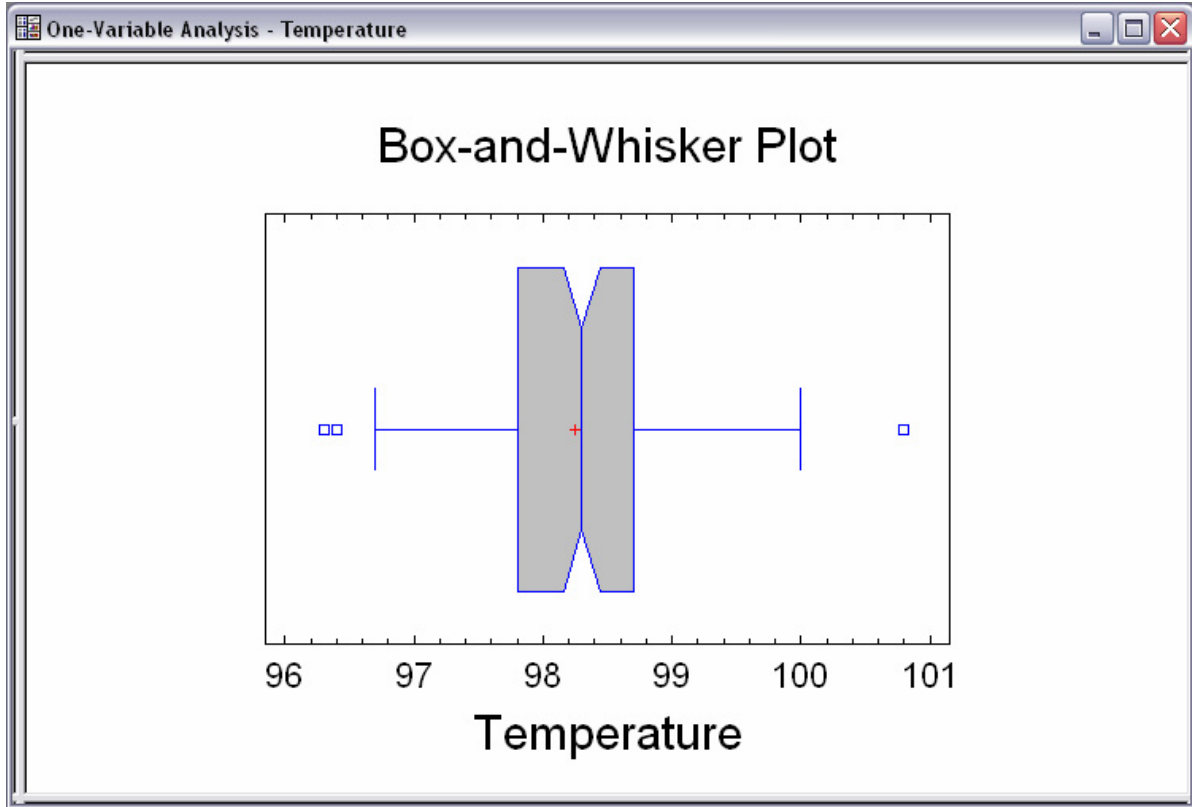 One-Variable Analysis - Temperature
Box-and-Whisker Plot
96 97 98 99 100 101
Temperature